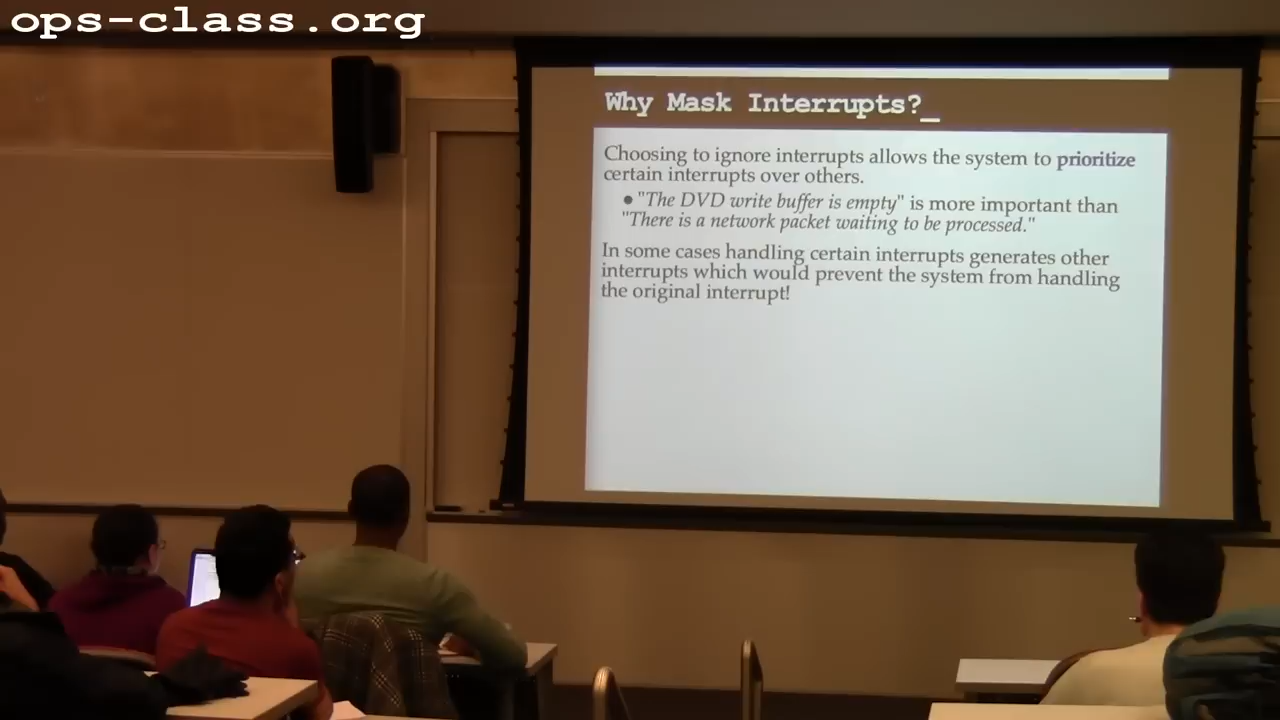 ops-class.org
Why Mask Interrupts?_
Choosing to ignore interrupts allows the system to prioritize
certain interrupts over others.
● "The DVD write buffer is empty" is more important than
"There is a network packet waiting to be processed."
In some cases handling certain interrupts generates other
interrupts which would prevent the system from handling
the original interrupt!